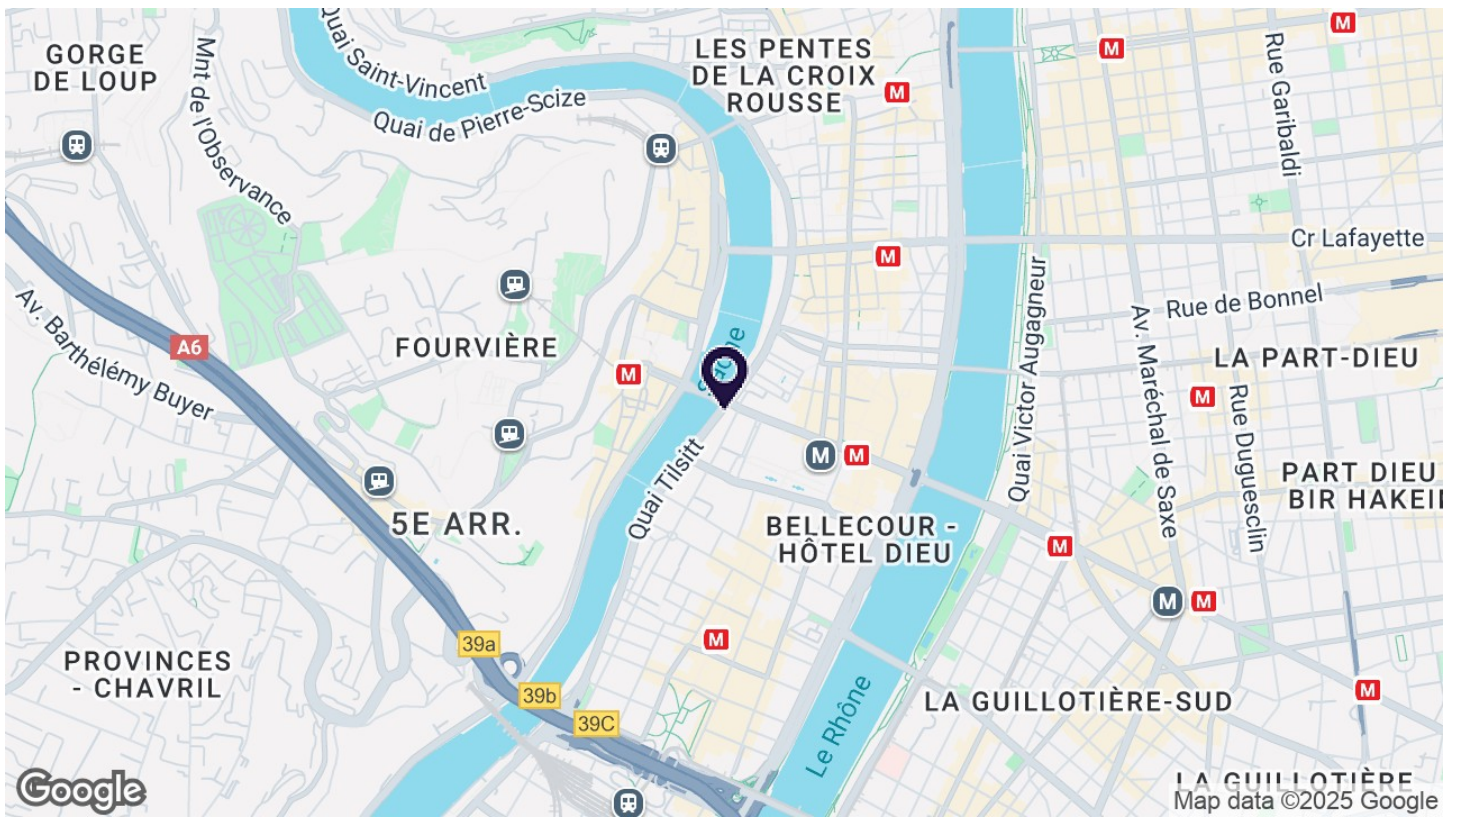 GORGE
DE LOUP
Mnt de l'Observance
Quai Saint-Vincent
Quai de Pierre-Scize
LES PENTES
DE LA CROIX
ROUSSE
M
M
M
Rue Garibaldi
Cr Lafayette
M
Rue de Bonnel
Av. Barthélémy Buyer
A6
FOURVIÈRE
M
Quai Victor Augagneur
Av. Maréchal de Saxe
LA PART-DIEU
M
Rue Duguesclin
Quai Tilsitt
M
M
PART DIEU
BIR HAKEIM
5E ARR.
BELLECOUR -
HÔTEL DIEU
M
M
M
39a
M
PROVINCES
- CHAVRIL
39b
39C
Le Rhône
LA GUILLOTIÈRE-SUD
M
LA GUILLOTIÈRE
Google
Map data ©2025 Google